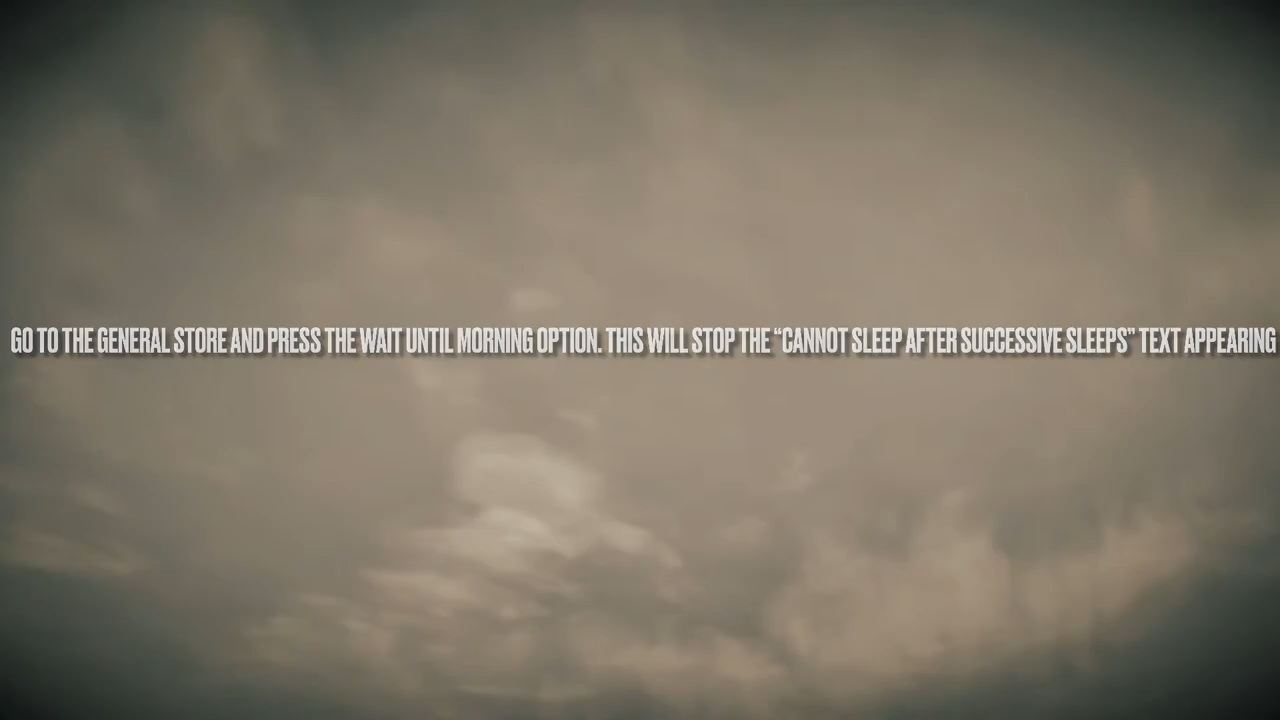 GO TO THE GENERAL STORE AND PRESS THE WAIT UNTIL MORNING OPTION. THIS WILL STOP THE “CANNOT SLEEP AFTER SUCCESSIVE SLEEPS” TEXT APPEARING